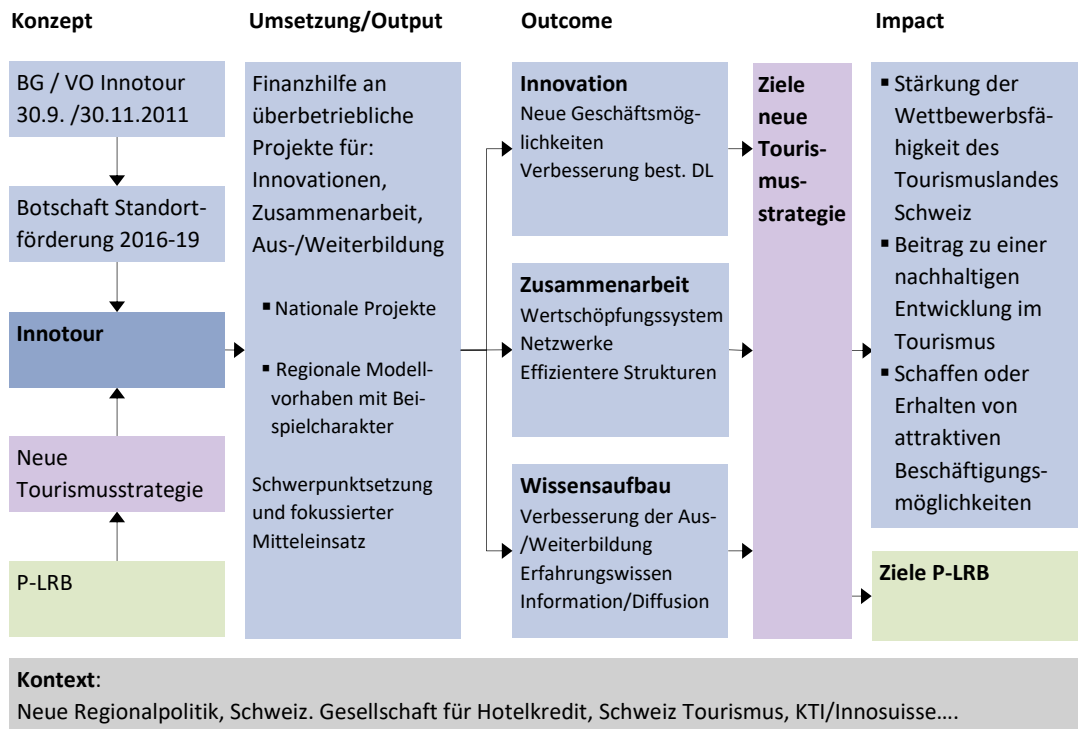 Konzept
BG / VO Innotour
30.9. /30.11.2011
Botschaft Standort-
förderung 2016-19
Innotour
Neue
Tourismusstrategie
P-LRB
Umsetzung/Output
Finanzhilfe an
überbetriebliche
Projekte für:
Innovationen,
Zusammenarbeit,
Aus-/Weiterbildung
▪ Nationale Projekte
▪ Regionale Modell-
vorhaben mit Bei-
spielcharakter
Schwerpunktsetzung
und fokussierter
Mitteleinsatz
Outcome
Innovation
Neue Geschäftsmög-
lichkeiten
Verbesserung best. DL
Zusammenarbeit
Wertschöpfungssystem
Netzwerke
Effizientere Strukturen
Wissensaufbau
Verbesserung der Aus-
/Weiterbildung
Erfahrungswissen
Information/Diffusion
Ziele
neue
Touris-
mus-
strategie
Impact
▪ Stärkung der
Wettbewerbsfä-
higkeit des
Tourismuslandes
Schweiz
▪ Beitrag zu einer
nachhaltigen
Entwicklung im
Tourismus
▪ Schaffen oder
Erhalten von
attraktiven
Beschäftigungs-
möglichkeiten
Ziele P-LRB
Kontext:
Neue Regionalpolitik, Schweiz. Gesellschaft für Hotelkredit, Schweiz Tourismus, KTI/Innosuisse….